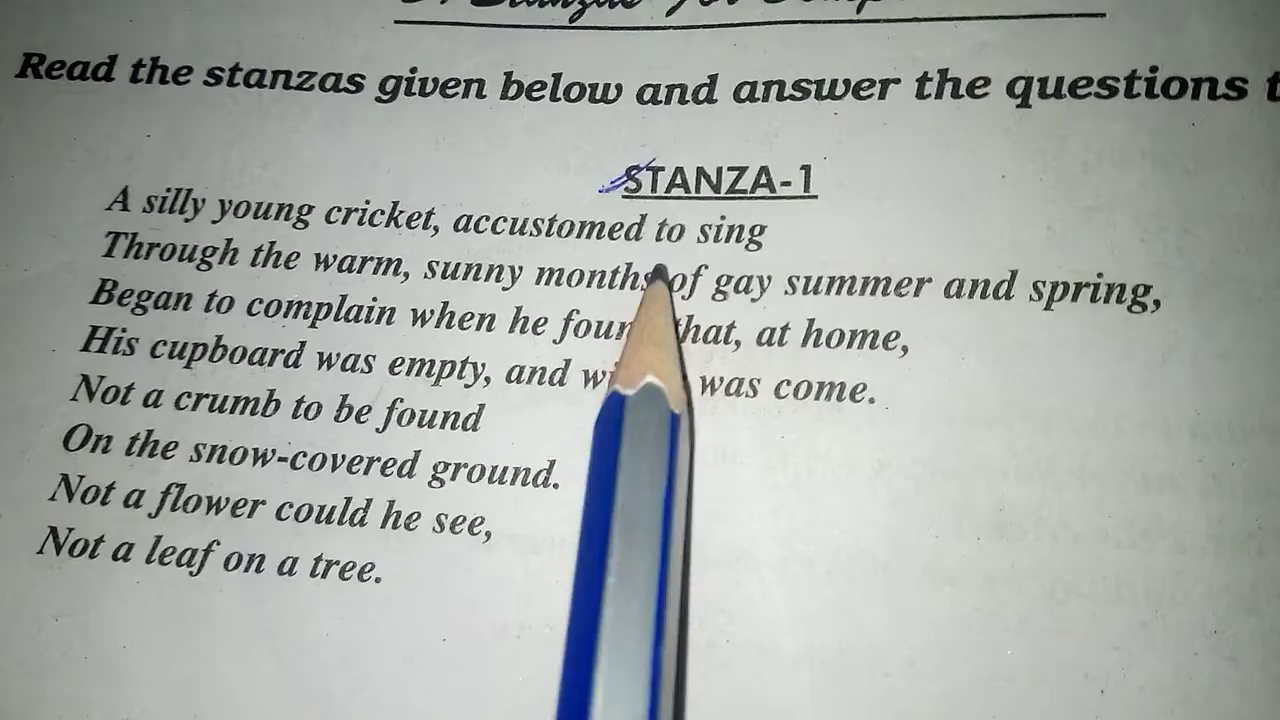 Read the stanzas given below and answer the questions
STANZA-1
A silly young cricket, accustomed to sing
Through the warm, sunny months of gay summer and spring,
Began to complain when he found that, at home,
His cupboard was empty, and was come.
Not a crumb to be found
On the snow-covered ground.
Not a flower could he see,
Not a leaf on a tree.